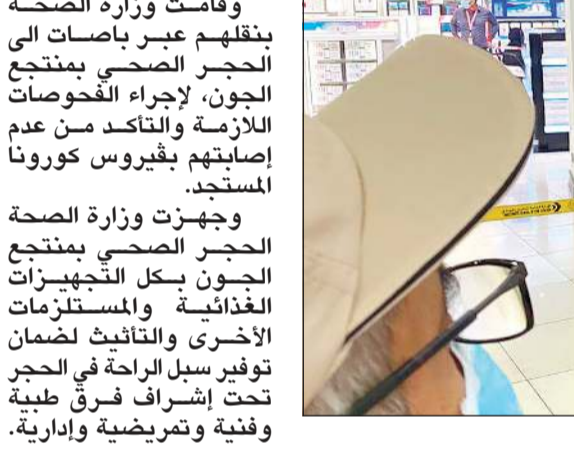 وقامت وزارة الصحة
بنقلهم عبر باصات الى
الحجر الصحي بمنتجع
الجون، لإجراء الفحوصات
اللازمة والتأكد من عدم
إصابتهم بڤيروس كورونا
المستجد.
وجهزت وزارة الصحة
الحجر الصحي بمنتجع
الجون بكل التجهيزات
الغذائية والمستلزمات
الأخرى والتأثيث لضمان
توفير سبل الراحة في الحجر
تحت إشراف فرق طبية
وفنية وتمريضية وإدارية.